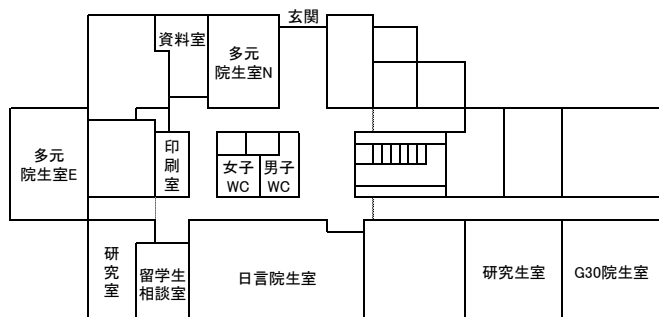 玄関
資料室
多元
院生室N
多元
院生室E
印
刷
室
女子
WC
男子
WC
研
究
室
留学生
相談室
日言院生室
研究生室
G30院生室